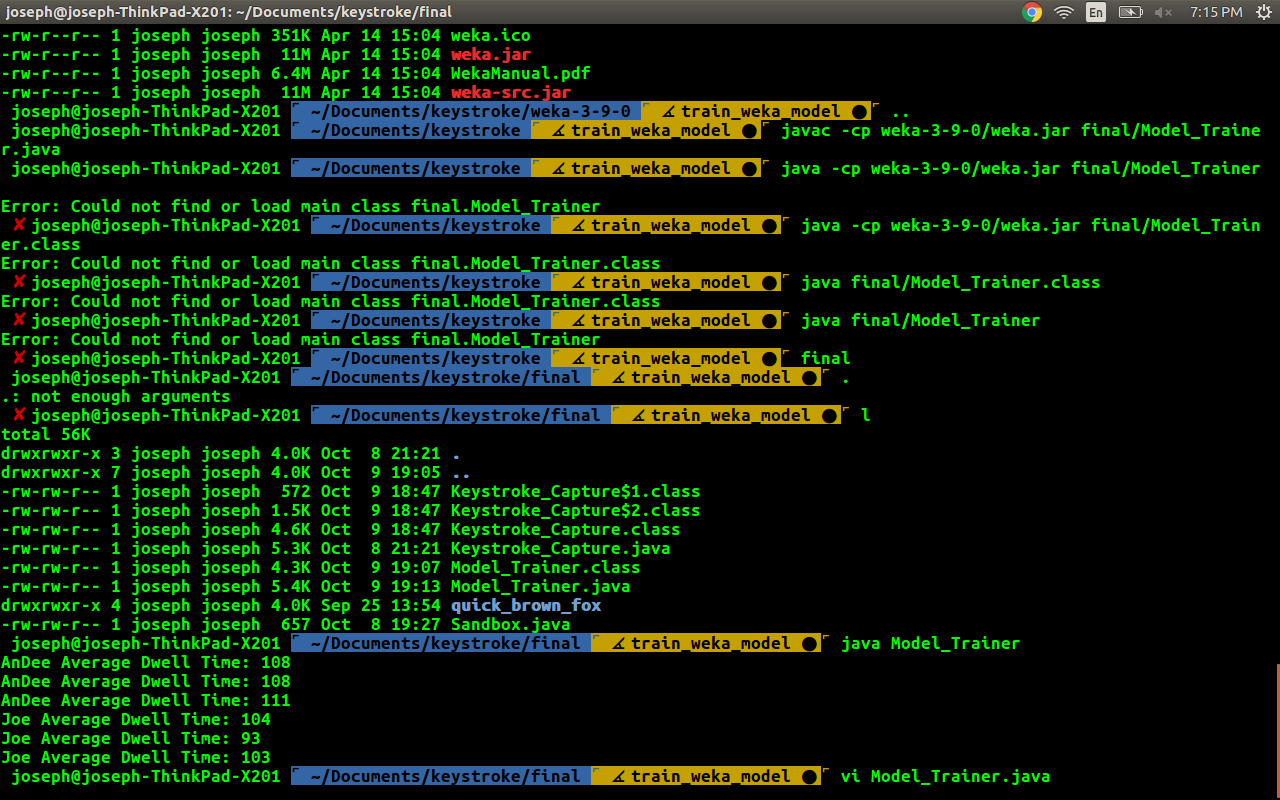 joseph@joseph-ThinkPad-X201: ~/Documents/keystroke/final En 7:15 PM
-rw-r--r-- 1 joseph joseph 351K Apr 14 15:04 weka.ico
-rw-r--r-- 1 joseph joseph  11M Apr 14 15:04 weka.jar
-rw-r--r-- 1 joseph joseph 6.4M Apr 14 15:04 WekaManual.pdf
-rw-r--r-- 1 joseph joseph  11M Apr 14 15:04 weka-src.jar
joseph@joseph-ThinkPad-X201 ~/Documents/keystroke/weka-3-9-0 ∡ train_weka_model ● ..
joseph@joseph-ThinkPad-X201 ~/Documents/keystroke ∡ train_weka_model ● javac -cp weka-3-9-0/weka.jar final/Model_Traine
r.java
joseph@joseph-ThinkPad-X201 ~/Documents/keystroke ∡ train_weka_model ● java -cp weka-3-9-0/weka.jar final/Model_Trainer
Error: Could not find or load main class final.Model_Trainer
✘ joseph@joseph-ThinkPad-X201 ~/Documents/keystroke ∡ train_weka_model ● java -cp weka-3-9-0/weka.jar final/Model_Train
er.class
Error: Could not find or load main class final.Model_Trainer.class
✘ joseph@joseph-ThinkPad-X201 ~/Documents/keystroke ∡ train_weka_model ● java final/Model_Trainer.class
Error: Could not find or load main class final.Model_Trainer.class
✘ joseph@joseph-ThinkPad-X201 ~/Documents/keystroke ∡ train_weka_model ● java final/Model_Trainer
Error: Could not find or load main class final.Model_Trainer
✘ joseph@joseph-ThinkPad-X201 ~/Documents/keystroke ∡ train_weka_model ● final
joseph@joseph-ThinkPad-X201 ~/Documents/keystroke/final ∡ train_weka_model ● .
.: not enough arguments
✘ joseph@joseph-ThinkPad-X201 ~/Documents/keystroke/final ∡ train_weka_model ● l
total 56K
drwxrwxr-x 3 joseph joseph 4.0K Oct  8 21:21 .
drwxrwxr-x 7 joseph joseph 4.0K Oct  9 19:05 ..
-rw-rw-r-- 1 joseph joseph  572 Oct  9 18:47 Keystroke_Capture$1.class
-rw-rw-r-- 1 joseph joseph 1.5K Oct  9 18:47 Keystroke_Capture$2.class
-rw-rw-r-- 1 joseph joseph 4.6K Oct  9 18:47 Keystroke_Capture.class
-rw-rw-r-- 1 joseph joseph 5.3K Oct  8 21:21 Keystroke_Capture.java
-rw-rw-r-- 1 joseph joseph 4.3K Oct  9 19:07 Model_Trainer.class
-rw-rw-r-- 1 joseph joseph 5.4K Oct  9 19:13 Model_Trainer.java
drwxrwxr-x 4 joseph joseph 4.0K Sep 25 13:54 quick_brown_fox
-rw-rw-r-- 1 joseph joseph  657 Oct  8 19:27 Sandbox.java
joseph@joseph-ThinkPad-X201 ~/Documents/keystroke/final ∡ train_weka_model ● java Model_Trainer
AnDee Average Dwell Time: 108
AnDee Average Dwell Time: 108
AnDee Average Dwell Time: 111
Joe Average Dwell Time: 104
Joe Average Dwell Time: 93
Joe Average Dwell Time: 103
joseph@joseph-ThinkPad-X201 ~/Documents/keystroke/final ∡ train_weka_model ● vi Model_Trainer.java